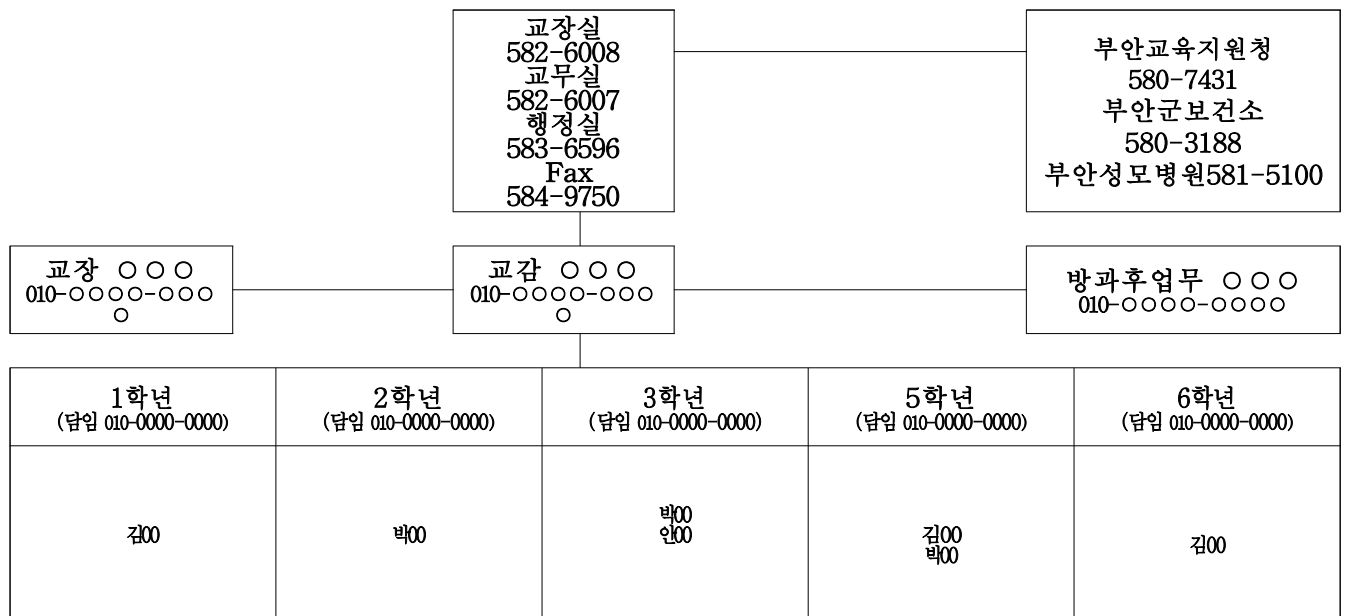 교장실
582-6008
교무실
582-6007
행정실
583-6596
Fax
584-9750
부안교육지원청
580-7431
부안군보건소
580-3188
부안성모병원581-5100
교장 ○ ○ ○
010-○○○○-○○○
○
교감 ○ ○ ○
010-○○○○-○○○
○
방과후업무 ○ ○ ○
010-○○○○-○○○○
1학년
(담임 010-0000-0000)
2학년
(담임 010-0000-0000)
3학년
(담임 010-0000-0000)
5학년
(담임 010-0000-0000)
6학년
(담임 010-0000-0000)
김00
박00
박00
안00
김00
박00
김00